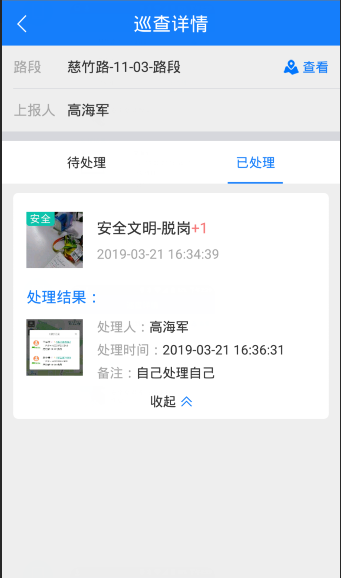 巡查详情
路段 慈竹路-11-03-路段 查看
上报人 高海军
待处理 已处理
安全
安全文明-脱岗+1
2019-03-21 16:34:39
处理结果：
处理人：高海军
处理时间：2019-03-21 16:36:31
备注：自己处理自己
收起